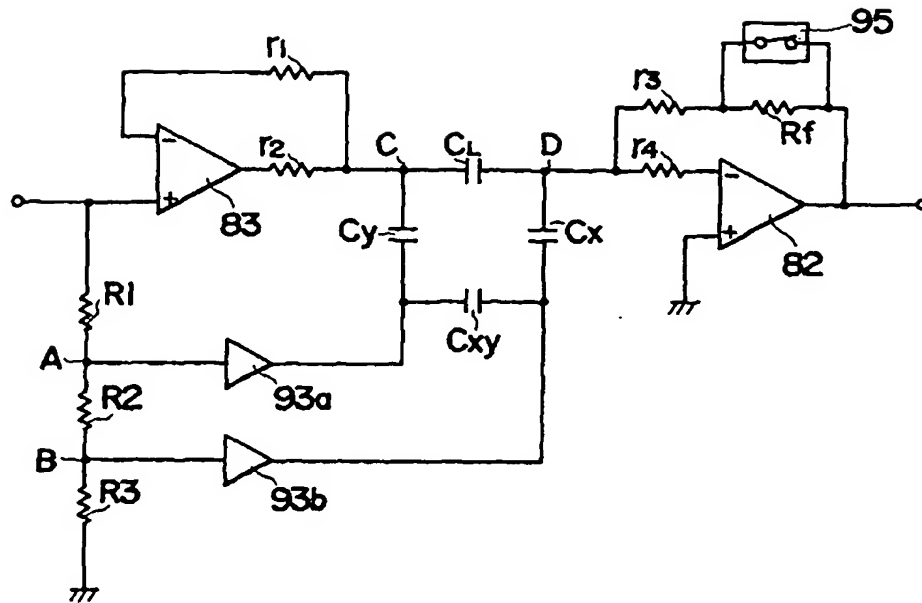 95
r1
r3
Rf
r2
C
CL
D
r4
-
+
83
Cy
Cx
-
+
82
R1
Cxy
A
93a
R2
B
93b
R3